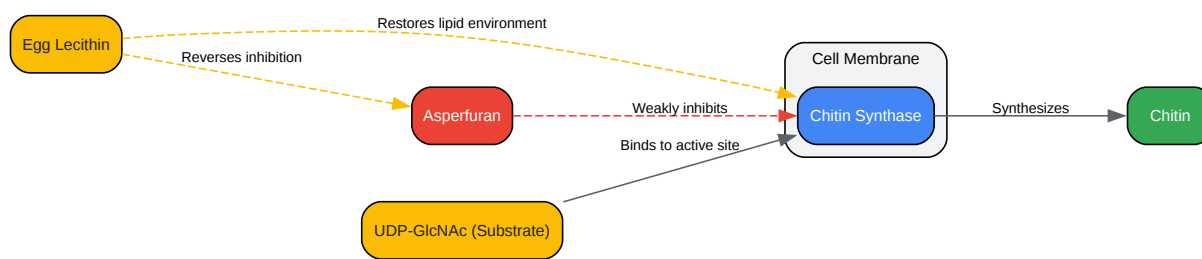 Restores lipid environment
Egg Lecithin
Reverses inhibition
Cell Membrane
Asperfuran
Weakly inhibits
Chitin Synthase
Synthesizes
Chitin
Binds to active site
UDP-GlcNAc (Substrate)